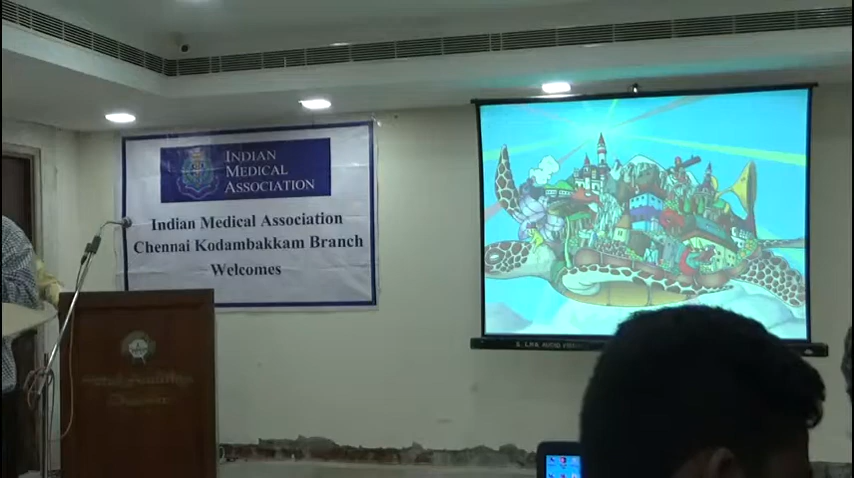 INDIAN
MEDICAL
ASSOCIATION
INDIAN MEDICAL ASSOCIATION
CHENNAI KODAMBAKKAM BRANCH
WELCOMES